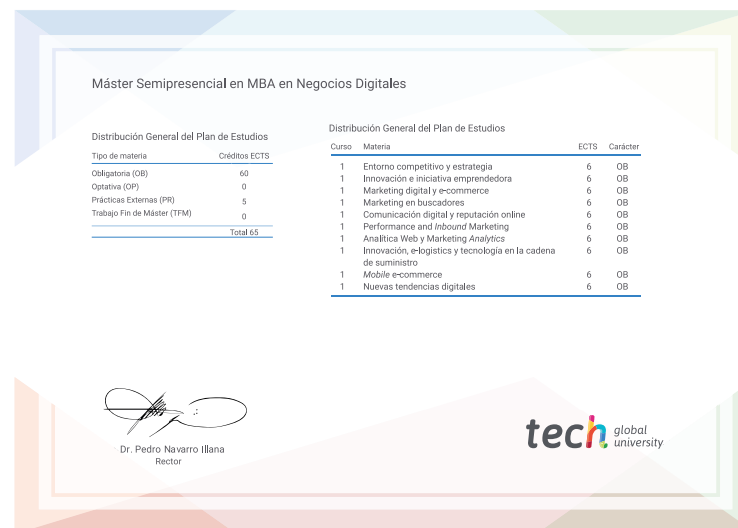 Máster Semipresencial en MBA en Negocios Digitales
Distribución General del Plan de Estudios
Tipo de materia Créditos ECTS
Obligatoria (OB) 60
Optativa (OP) 0
Prácticas Externas (PR) 5
Trabajo Fin de Máster (TFM) 0
Total 65
Distribución General del Plan de Estudios
Curso Materia ECTS Carácter
1 Entorno competitivo y estrategia 6 OB
1 Innovación e iniciativa emprendedora 6 OB
1 Marketing digital y e-commerce 6 OB
1 Marketing en buscadores 6 OB
1 Comunicación digital y reputación online 6 OB
1 Performance and Inbound Marketing 6 OB
1 Analítica Web y Marketing Analytics 6 OB
1 Innovación, e-logistics y tecnología en la cadena 6 OB
de suministro
1 Mobile e-commerce 6 OB
1 Nuevas tendencias digitales 6 OB
Dr. Pedro Navarro Illana
Rector
tech global
university